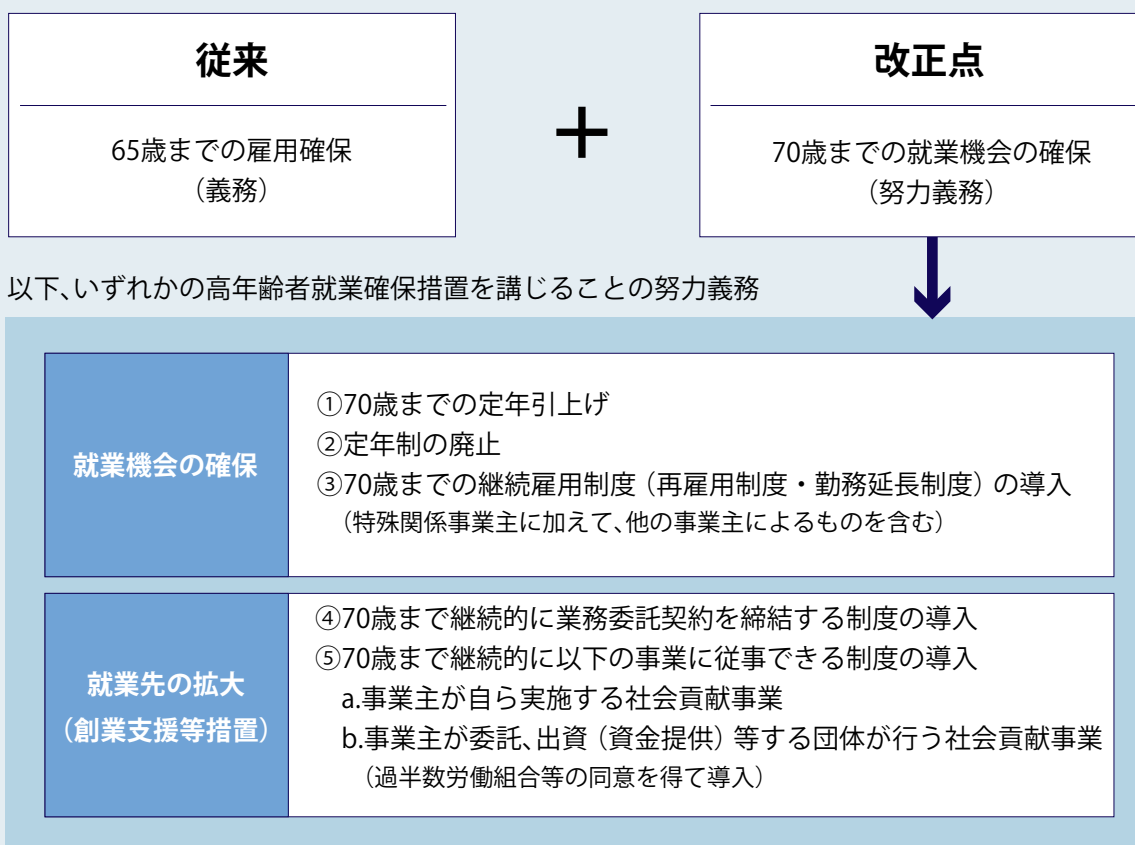 従来
65歳までの雇用確保
（義務）
＋
改正点
70歳までの就業機会の確保
（努力義務）
以下、いずれかの高年齢者就業確保措置を講じることの努力義務
就業機会の確保
①70歳までの定年引上げ
②定年制の廃止
③70歳までの継続雇用制度（再雇用制度・勤務延長制度）の導入
（特殊関係事業主に加えて、他の事業主によるものを含む）
就業先の拡大
（創業支援等措置）
④70歳まで継続的に業務委託契約を締結する制度の導入
⑤70歳まで継続的に以下の事業に従事できる制度の導入
a.事業主が自ら実施する社会貢献事業
b.事業主が委託、出資（資金提供）等する団体が行う社会貢献事業
（過半数労働組合等の同意を得て導入）